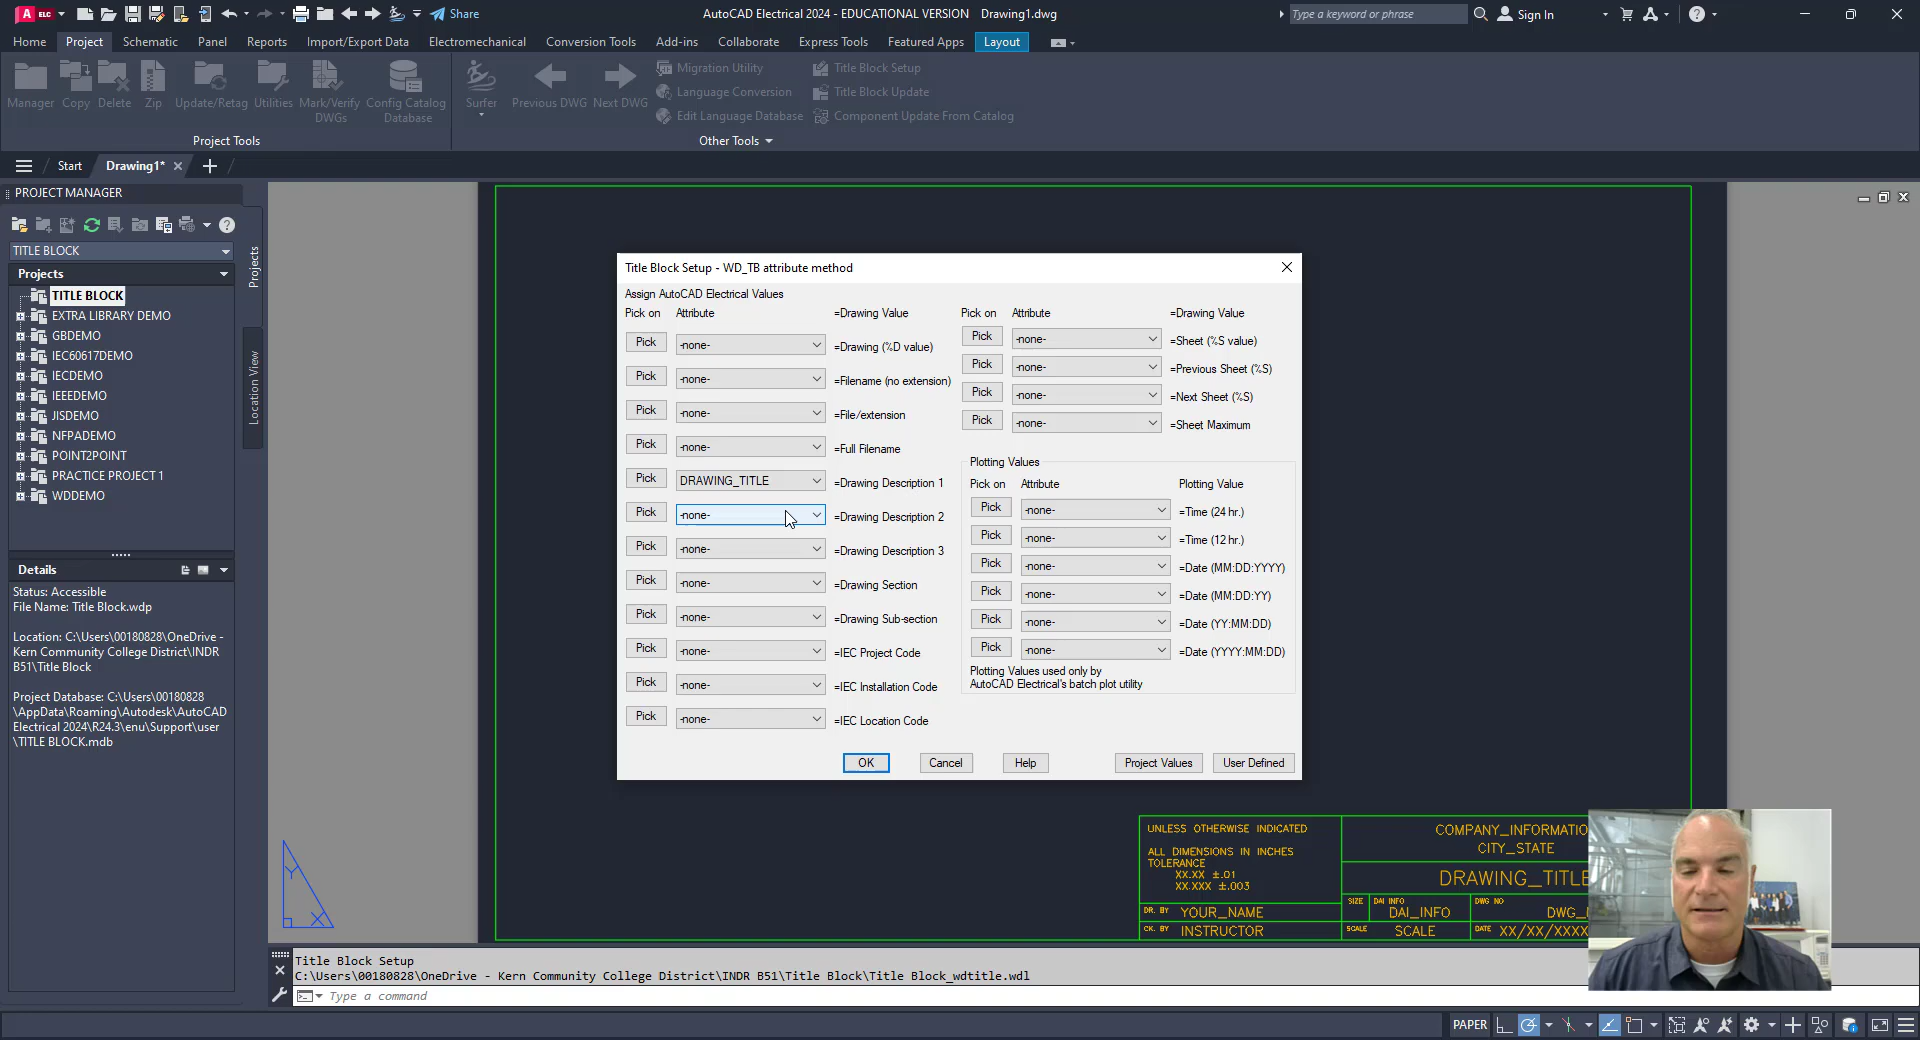 A ELC
Share
AutoCAD Electrical 2024 - EDUCATIONAL VERSION Drawing1.dwg
Type a keyword or phrase
Sign In
Home Project Schematic Panel Reports Import/Export Data Electromechanical Conversion Tools Add-ins Collaborate Express Tools Featured Apps Layout
Manager Copy Delete Zip Update/Retag Utilities Mark/Verify DWGs Config Catalog Database
Surfer Previous DWG Next DWG
Migration Utility
Language Conversion
Edit Language Database
Title Block Setup
Title Block Update
Component Update From Catalog
Project Tools
Other Tools
Start Drawing1*
PROJECT MANAGER
TITLE BLOCK
Projects
TITLE BLOCK
EXTRA LIBRARY DEMO
GBDEMO
IEC60617DEMO
IECDEMO
IEEEDEMO
JISDEMO
NFPADEMO
POINT2POINT
PRACTICE PROJECT 1
WDDEMO
Projects
Location View
Details
Status: Accessible
File Name: Title Block.wdp
Location: C:\Users\00180828\OneDrive -
Kern Community College District\INDR
B51\Title Block
Project Database: C:\Users\00180828
\AppData\Roaming\Autodesk\AutoCAD
Electrical 2024\R24.3\enu\Support\user
\TITLE BLOCK.mdb
Title Block Setup - WD_TB attribute method
Assign AutoCAD Electrical Values
Pick on Attribute =Drawing Value
Pick -none- =Drawing (%D value)
Pick -none- =Filename (no extension)
Pick -none- =File/extension
Pick -none- =Full Filename
Pick DRAWING_TITLE =Drawing Description 1
Pick -none- =Drawing Description 2
Pick -none- =Drawing Description 3
Pick -none- =Drawing Section
Pick -none- =Drawing Sub-section
Pick -none- =IEC Project Code
Pick -none- =IEC Installation Code
Pick -none- =IEC Location Code
Pick on Attribute =Drawing Value
Pick -none- =Sheet (%S value)
Pick -none- =Previous Sheet (%S)
Pick -none- =Next Sheet (%S)
Pick -none- =Sheet Maximum
Plotting Values
Pick on Attribute Plotting Value
Pick -none- =Time (24 hr.)
Pick -none- =Time (12 hr.)
Pick -none- =Date (MM:DD:YYYY)
Pick -none- =Date (MM:DD:YY)
Pick -none- =Date (YY:MM:DD)
Pick -none- =Date (YYYY:MM:DD)
Plotting Values used only by
AutoCAD Electrical's batch plot utility
OK Cancel Help Project Values User Defined
UNLESS OTHERWISE INDICATED
ALL DIMENSIONS IN INCHES
TOLERANCE
XX.XX ±.01
XX.XXX ±.003
DR. BY YOUR_NAME
CK. BY INSTRUCTOR
COMPANY_INFORMATIO
CITY_STATE
DRAWING_TITLE
SIZE DAI INFO DWG NO
DAI_INFO DWG_
SCALE SCALE DATE XX/XX/XXXX
Y
X
Title Block Setup
C:\Users\00180828\OneDrive - Kern Community College District\INDR B51\Title Block\Title Block_wdtitle.wdl
Type a command
PAPER